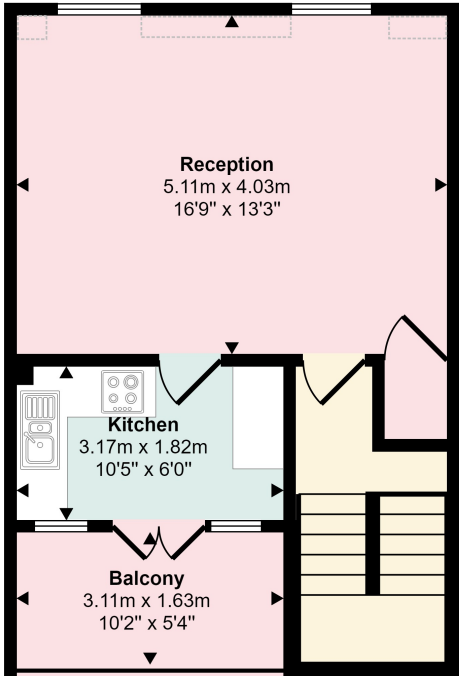 Reception
5.11m x 4.03m
16'9" x 13'3"
Kitchen
3.17m x 1.82m
10'5" x 6'0"
Balcony
3.11m x 1.63m
10'2" x 5'4"